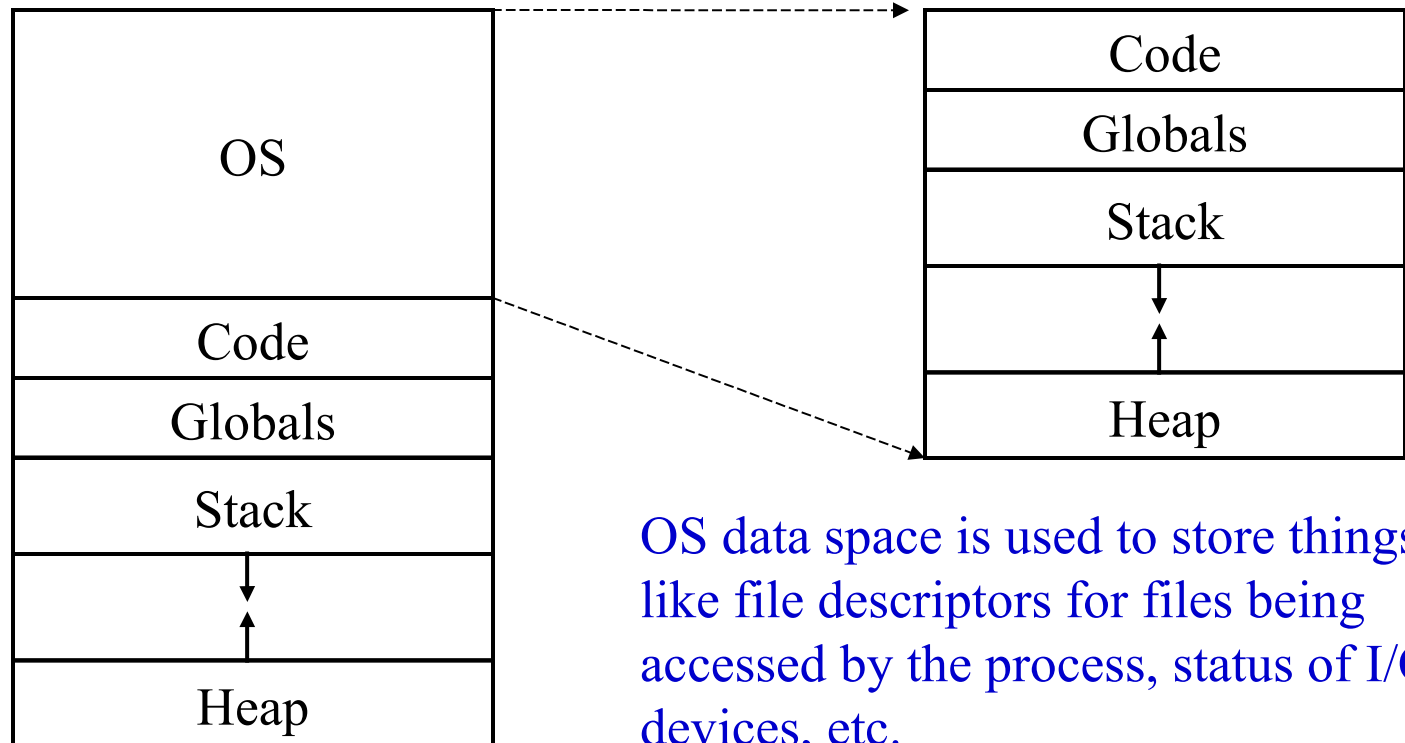 OS
Code
Globals
Stack
Heap
Code
Globals
Stack
Heap
OS data space is used to store things
like file descriptors for files being
accessed by the process, status of I/O
devices, etc.